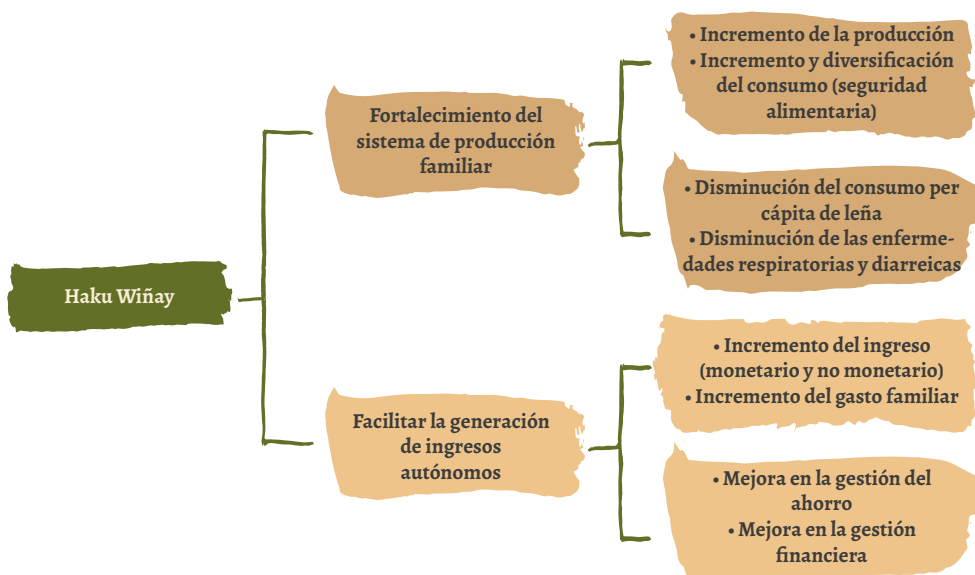 Haku Wiñay
Fortalecimiento del
sistema de producción
familiar
• Incremento de la producción
• Incremento y diversificación
del consumo (seguridad
alimentaria)
• Disminución del consumo per
cápita de leña
• Disminución de las enferme-
dades respiratorias y diarreicas
Facilitar la generación
de ingresos
autónomos
• Incremento del ingreso
(monetario y no monetario)
• Incremento del gasto familiar
• Mejora en la gestión del
ahorro
• Mejora en la gestión
financiera